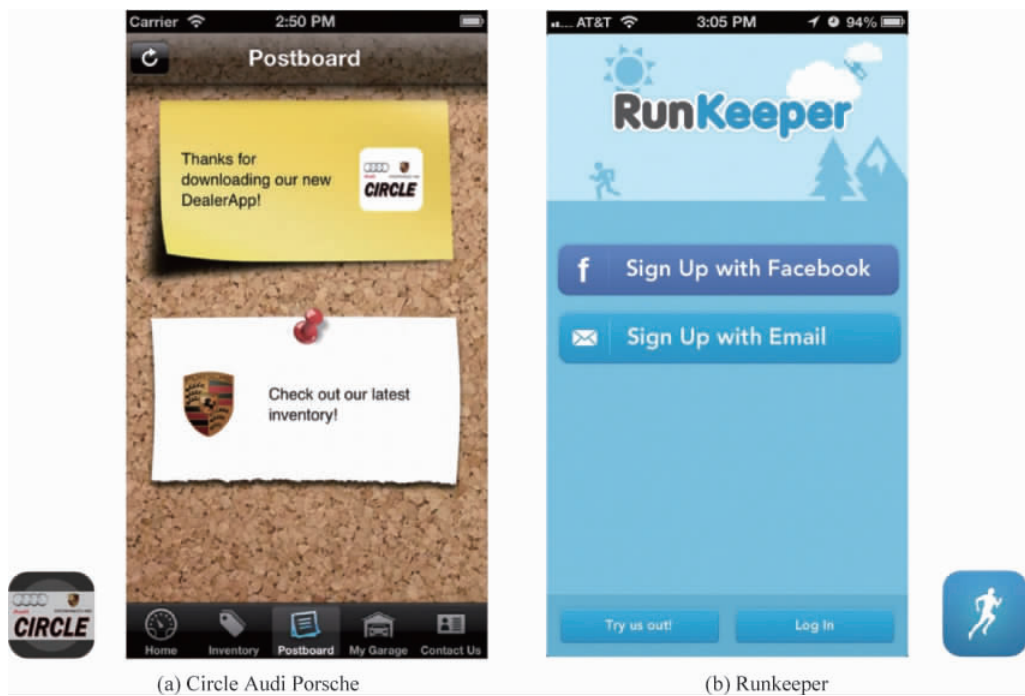 Carrier
2:50 PM
Postboard
Thanks for
downloading our new
DealerApp!
Audi
CIRCLE
Check out our latest
inventory!
Home
Inventory
Postboard
My Garage
Contact Us
Audi
CIRCLE
(a) Circle Audi Porsche
AT&T
3:05 PM
94%
RunKeeper
f
Sign Up with Facebook
Sign Up with Email
Try us out!
Log In
(b) Runkeeper